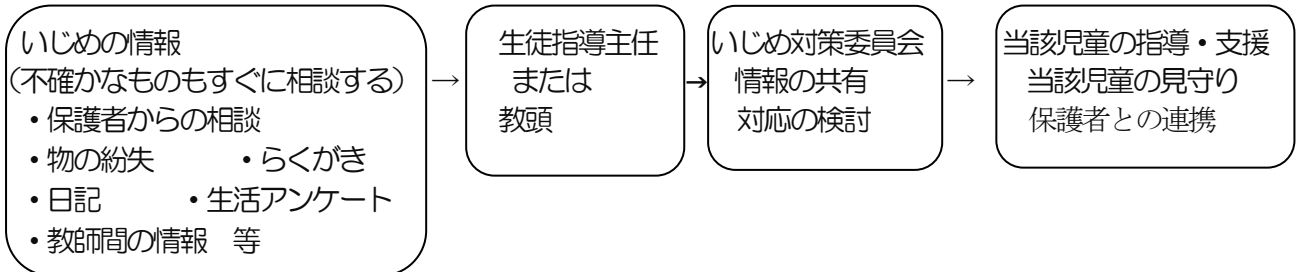 いじめの情報
(不確かなものもすぐに相談する)
・保護者からの相談
・物の紛失　　・らくがき
・日記　　・生活アンケート
・教師間の情報　等
→
生徒指導主任
または
教頭
→
いじめ対策委員会
情報の共有
対応の検討
→
当該児童の指導・支援
当該児童の見守り
保護者との連携